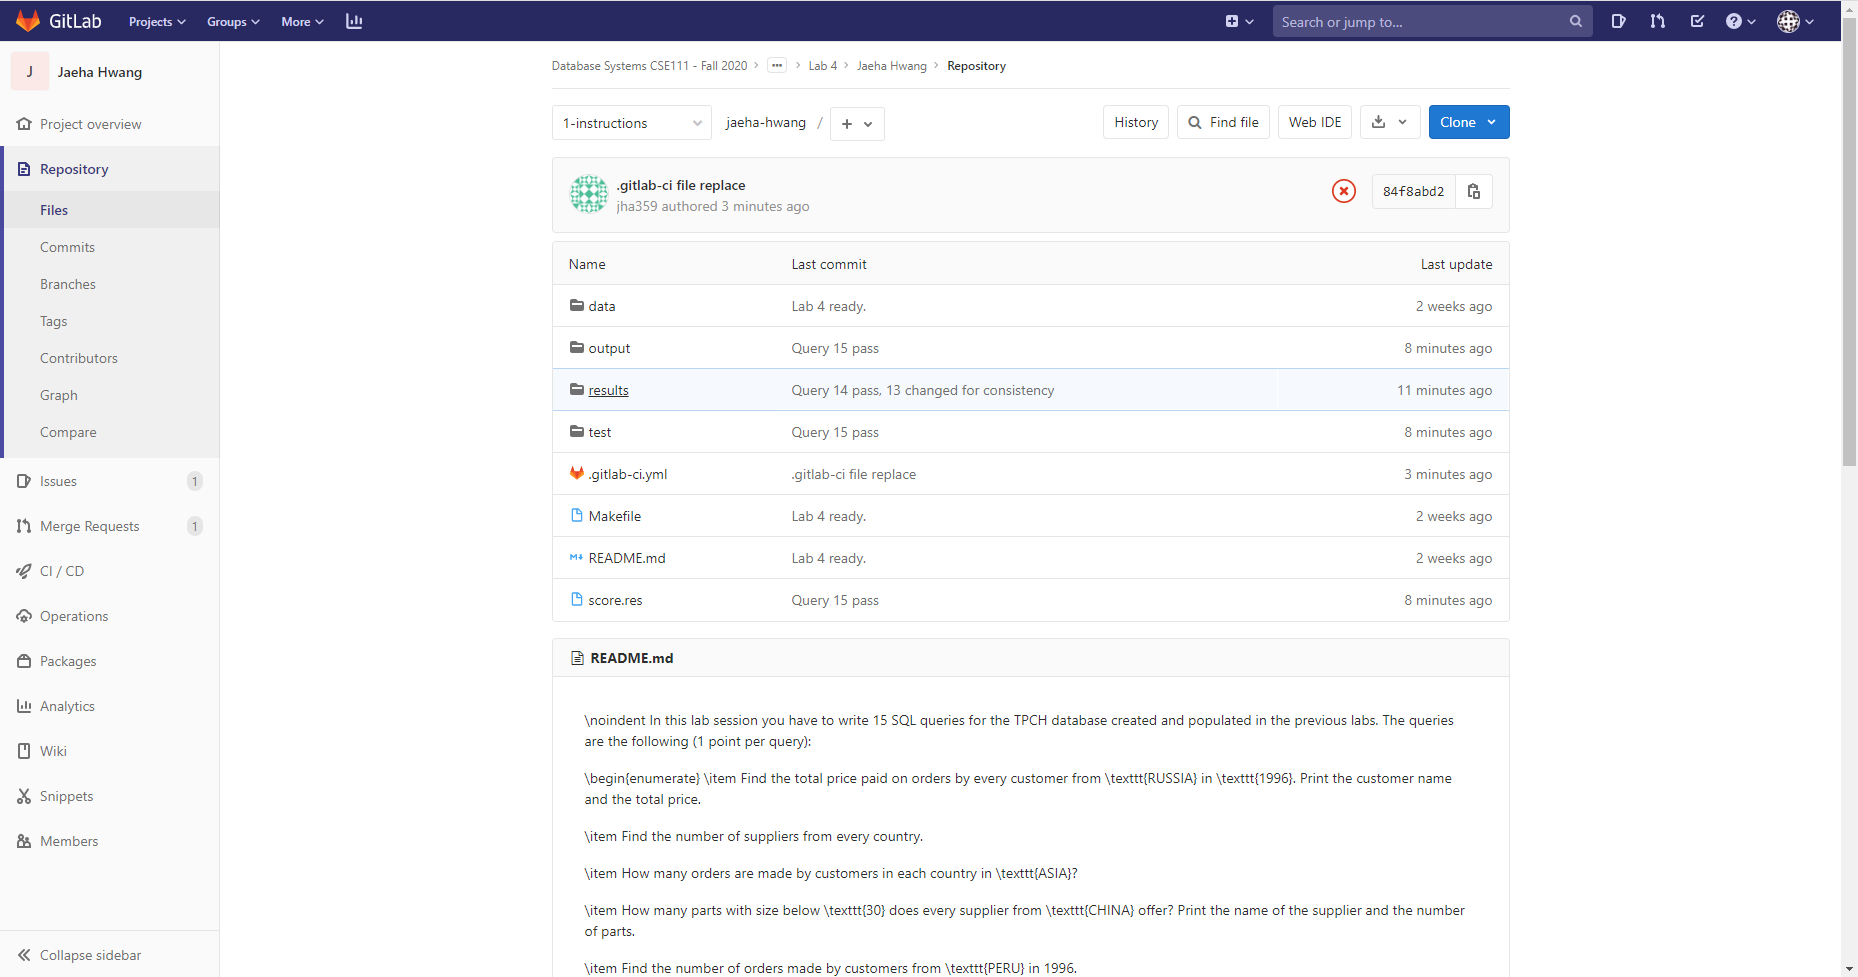 GitLab Projects Groups More Search or jump to...
J Jaeha Hwang
Project overview
Repository
Files
Commits
Branches
Tags
Contributors
Graph
Compare
Issues 1
Merge Requests 1
CI / CD
Operations
Packages
Analytics
Wiki
Snippets
Members
Collapse sidebar
Database Systems CSE111 - Fall 2020 > ... > Lab 4 > Jaeha Hwang > Repository
1-instructions jaeha-hwang / + History Find file Web IDE Clone
.gitlab-ci file replace
jha359 authored 3 minutes ago
84f8abd2
Name Last commit Last update
data Lab 4 ready. 2 weeks ago
output Query 15 pass 8 minutes ago
results Query 14 pass, 13 changed for consistency 11 minutes ago
test Query 15 pass 8 minutes ago
.gitlab-ci.yml .gitlab-ci file replace 3 minutes ago
Makefile Lab 4 ready. 2 weeks ago
README.md Lab 4 ready. 2 weeks ago
score.res Query 15 pass 8 minutes ago
README.md
\noindent In this lab session you have to write 15 SQL queries for the TPCH database created and populated in the previous labs. The queries
are the following (1 point per query):
\begin{enumerate} \item Find the total price paid on orders by every customer from \texttt{RUSSIA} in \texttt{1996}. Print the customer name
and the total price.
\item Find the number of suppliers from every country.
\item How many orders are made by customers in each country in \texttt{ASIA}?
\item How many parts with size below \texttt{30} does every supplier from \texttt{CHINA} offer? Print the name of the supplier and the number
of parts.
\item Find the number of orders made by customers from \texttt{PERU} in 1996.